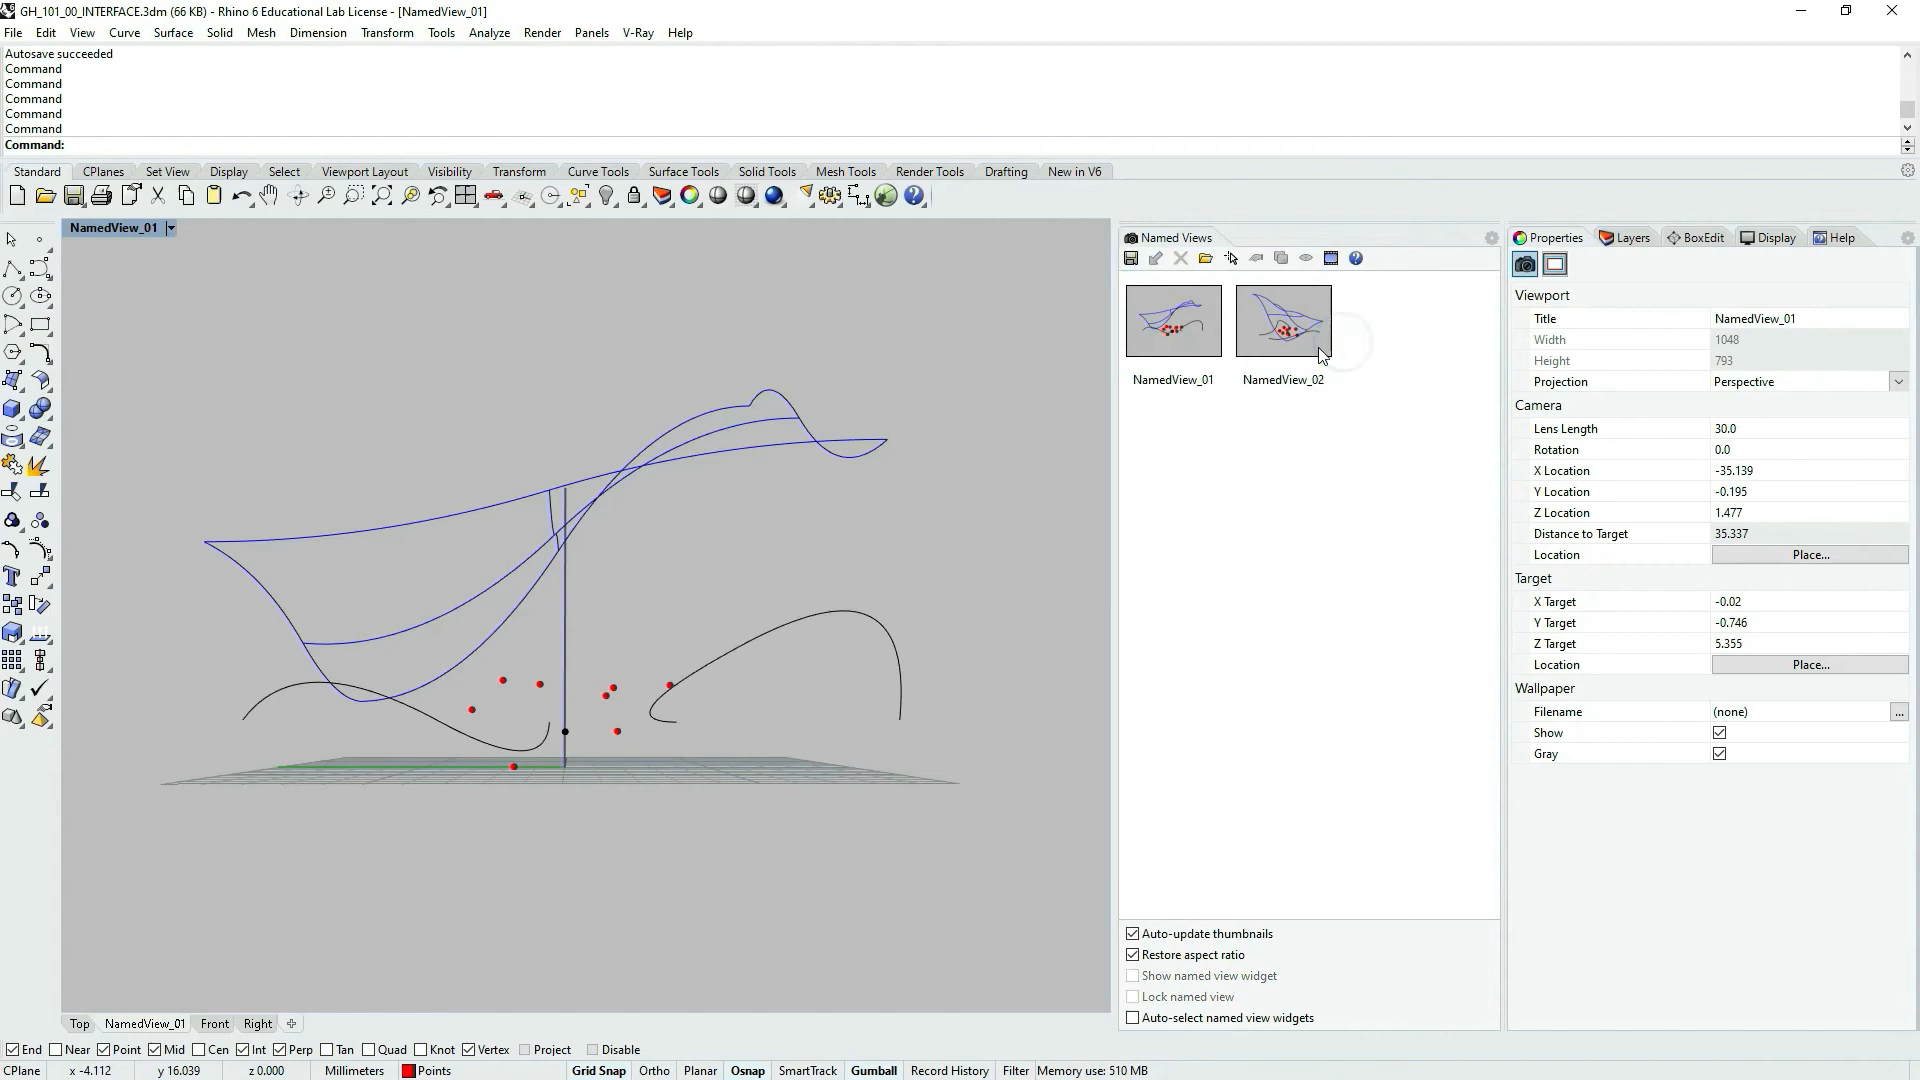 GH_101_00_INTERFACE.3dm (66 KB) - Rhino 6 Educational Lab License - [NamedView_01]
File Edit View Curve Surface Solid Mesh Dimension Transform Tools Analyze Render Panels V-Ray Help
Autosave succeeded
Command
Command
Command
Command
Command
Command:
Standard CPlanes Set View Display Select Viewport Layout Visibility Transform Curve Tools Surface Tools Solid Tools Mesh Tools Render Tools Drafting New in V6
NamedView_01
Named Views
NamedView_01 NamedView_02
Auto-update thumbnails
Restore aspect ratio
Show named view widget
Lock named view
Auto-select named view widgets
Properties Layers BoxEdit Display Help
Viewport
Title NamedView_01
Width 1048
Height 793
Projection Perspective
Camera
Lens Length 30.0
Rotation 0.0
X Location -35.139
Y Location -0.195
Z Location 1.477
Distance to Target 35.337
Location Place...
Target
X Target -0.02
Y Target -0.746
Z Target 5.355
Location Place...
Wallpaper
Filename (none) ...
Show
Gray
Top NamedView_01 Front Right
End Near Point Mid Cen Int Perp Tan Quad Knot Vertex Project Disable
CPlane x -4.112 y 16.039 z 0.000 Millimeters Points Grid Snap Ortho Planar Osnap SmartTrack Gumball Record History Filter Memory use: 510 MB